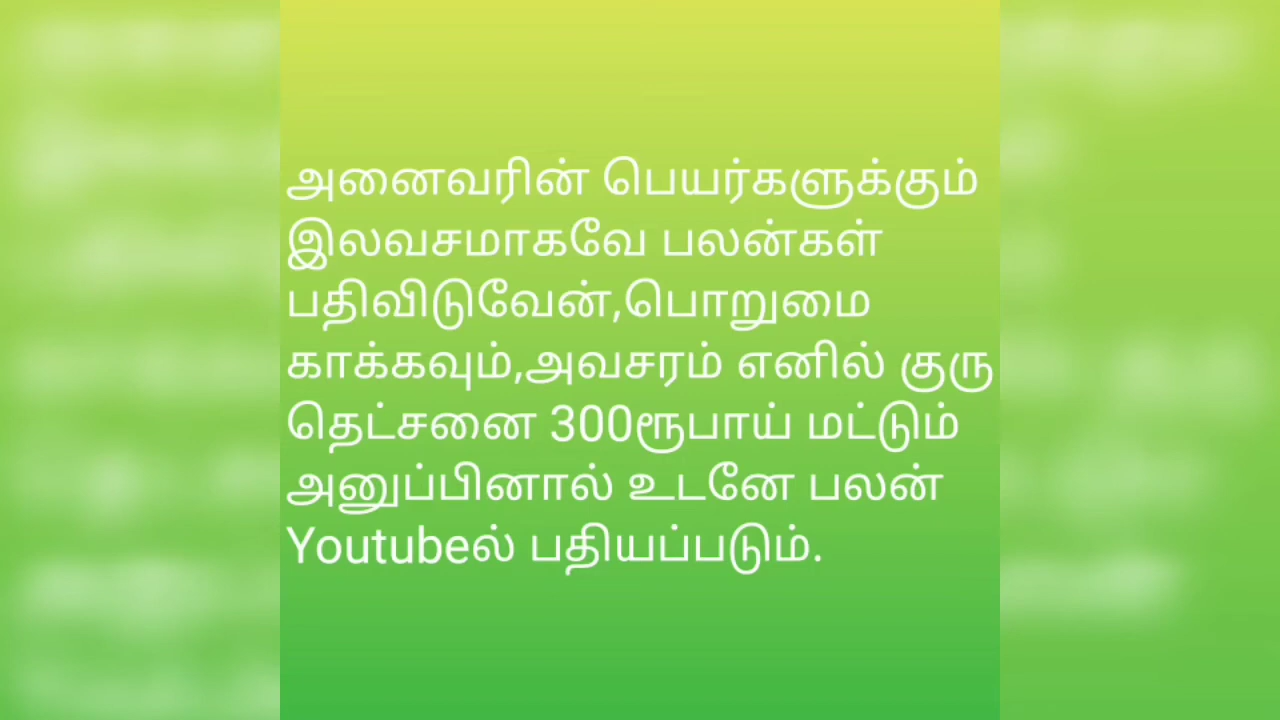 அனைவரின் பெயர்களுக்கும்
இலவசமாகவே பலன்கள்
பதிவிடுவேன்,பொறுமை
காக்கவும்,அவசரம் எனில் குரு
தெட்சனை 300ரூபாய் மட்டும்
அனுப்பினால் உடனே பலன்
Youtubeல் பதியப்படும்.